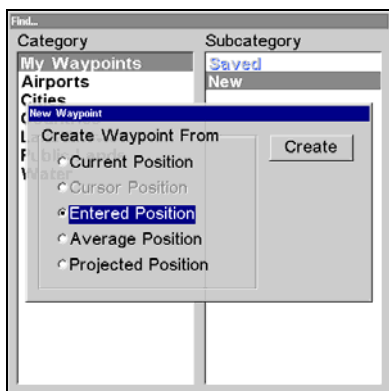 Find...
Category
Subcategory
My Waypoints
Airports
Cities
Saved
New
New Waypoint
Create Waypoint From
Current Position
Cursor Position
Entered Position
Average Position
Projected Position
Create
Water